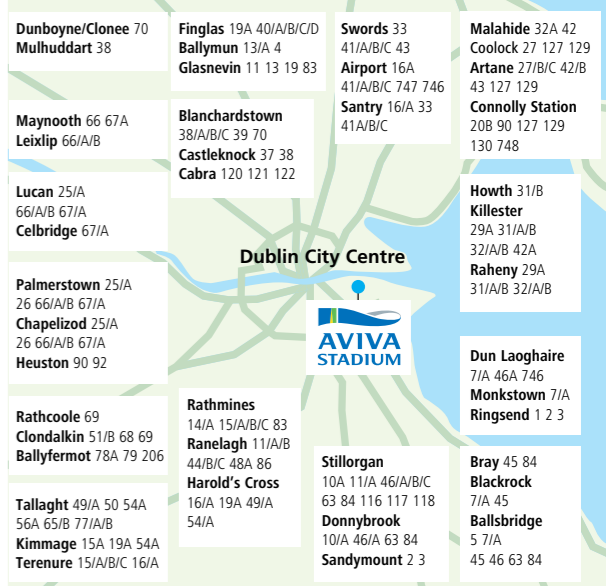 Dunboyne/Clonee 70
Mulhuddart 38
Finglas 19A 40/A/B/C/D
Ballymun 13/A 4
Glasnevin 11 13 19 83
Swords 33
41/A/B/C 43
Airport 16A
41/A/B/C 747 746
Santry 16/A 33
41A/B/C
Malahide 32A 42
Coolock 27 127 129
Artane 27/B/C 42/B
43 127 129
Connolly Station
20B 90 127 129
130 748
Maynooth 66 67A
Leixlip 66/A/B
Blanchardstown
38/A/B/C 39 70
Castleknock 37 38
Cabra 120 121 122
Lucan 25/A
66/A/B 67/A
Celbridge 67/A
Howth 31/B
Killester
29A 31/A/B
32/A/B 42A
Raheny 29A
31/A/B 32/A/B
Dublin City Centre
Palmerstown 25/A
26 66/A/B 67/A
Chapelizod 25/A
26 66/A/B 67/A
Heuston 90 92
AVIVA
STADIUM
Dun Laoghaire
7/A 46A 746
Monkstown 7/A
Ringsend 1 2 3
Rathcoole 69
Clondalkin 51/B 68 69
Ballyfermot 78A 79 206
Rathmines
14/A 15/A/B/C 83
Ranelagh 11/A/B
44/B/C 48A 86
Harold's Cross
16/A 19A 49/A
54/A
Stillorgan
10A 11/A 46/A/B/C
63 84 116 117 118
Donnybrook
10/A 46/A 63 84
Sandymount 2 3
Bray 45 84
Blackrock
7/A 45
Ballsbridge
5 7/A
45 46 63 84
Tallaght 49/A 50 54A
56A 65/B 77/A/B
Kimmage 15A 19A 54A
Terenure 15/A/B/C 16/A